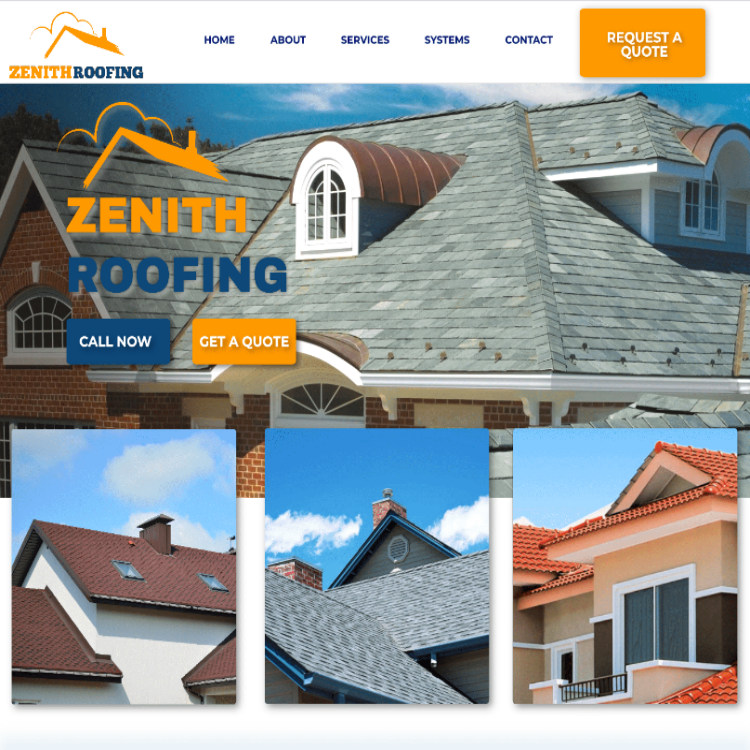 ZENITHROOFING
HOME
ABOUT
SERVICES
SYSTEMS
CONTACT
REQUEST A
QUOTE
ZENITH
ROOFING
CALL NOW
GET A QUOTE